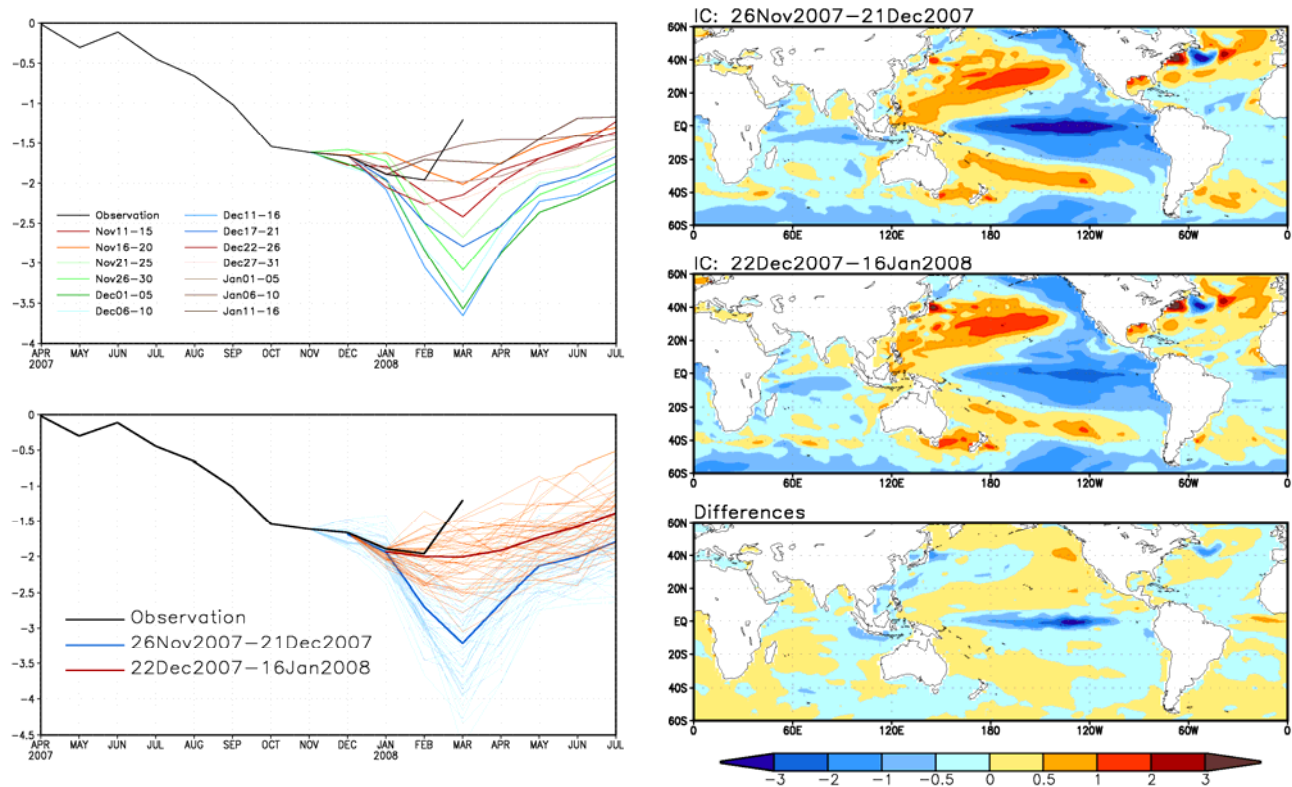 0
-0.5
-1
-1.5
-2
-2.5
-3
-3.5
-4
Observation
Nov11-15
Nov16-20
Nov21-25
Nov26-30
Dec01-05
Dec06-10
Dec11-16
Dec17-21
Dec22-26
Dec27-31
Jan01-05
Jan06-10
Jan11-16
APR MAY JUN JUL AUG SEP OCT NOV DEC JAN FEB MAR APR MAY JUN JUL
2007 2008
0
-0.5
-1
-1.5
-2
-2.5
-3
-3.5
-4
-4.5
Observation
26Nov2007-21Dec2007
22Dec2007-16Jan2008
APR MAY JUN JUL AUG SEP OCT NOV DEC JAN FEB MAR APR MAY JUN JUL
2007 2008
IC: 26Nov2007-21Dec2007
60N
40N
20N
EQ
20S
40S
60S
0 60E 120E 180 120W 60W 0
IC: 22Dec2007-16Jan2008
60N
40N
20N
EQ
20S
40S
60S
0 60E 120E 180 120W 60W 0
Differences
60N
40N
20N
EQ
20S
40S
60S
0 60E 120E 180 120W 60W 0
-3 -2 -1 -0.5 0 0.5 1 2 3